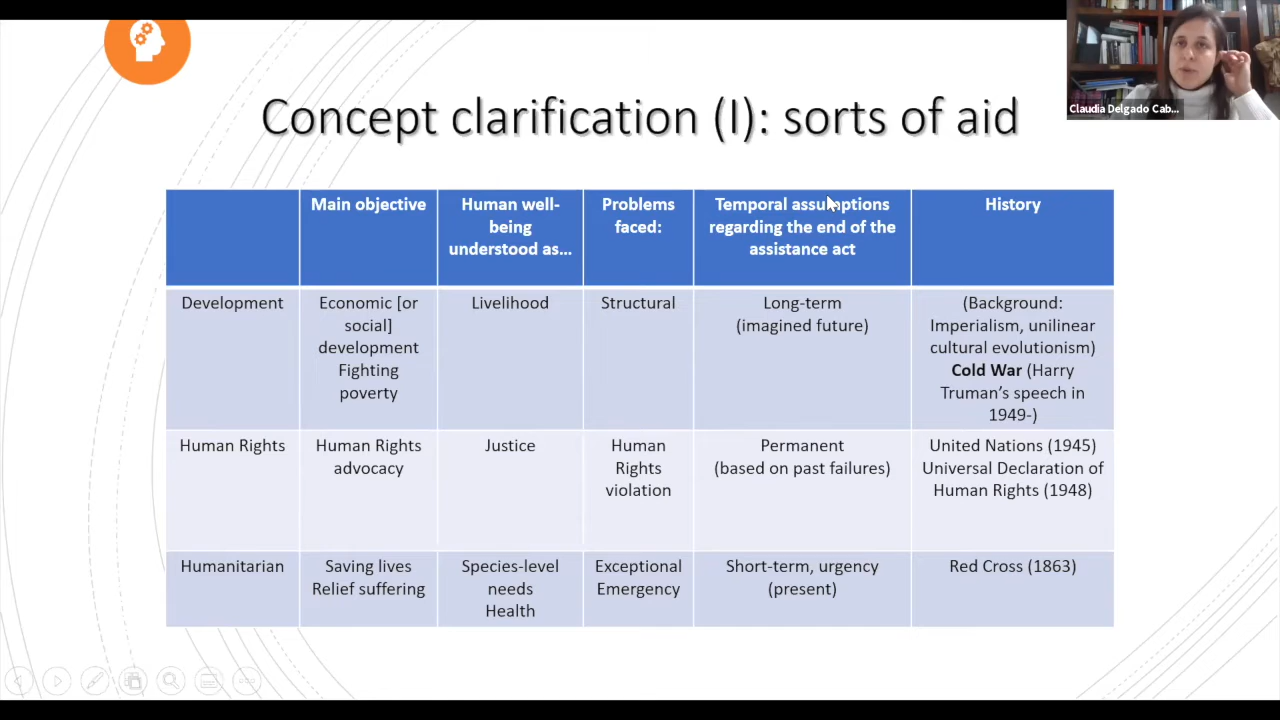 Claudia Delgado Cab...
Concept clarification (I): sorts of aid
Main objective
Human well-
being
understood as...
Problems
faced:
Temporal assumptions
regarding the end of the
assistance act
History
Development
Economic [or
social]
development
Fighting
poverty
Livelihood
Structural
Long-term
(imagined future)
(Background:
Imperialism, unilinear
cultural evolutionism)
Cold War (Harry
Truman’s speech in
1949-)
Human Rights
Human Rights
advocacy
Justice
Human
Rights
violation
Permanent
(based on past failures)
United Nations (1945)
Universal Declaration of
Human Rights (1948)
Humanitarian
Saving lives
Relief suffering
Species-level
needs
Health
Exceptional
Emergency
Short-term, urgency
(present)
Red Cross (1863)